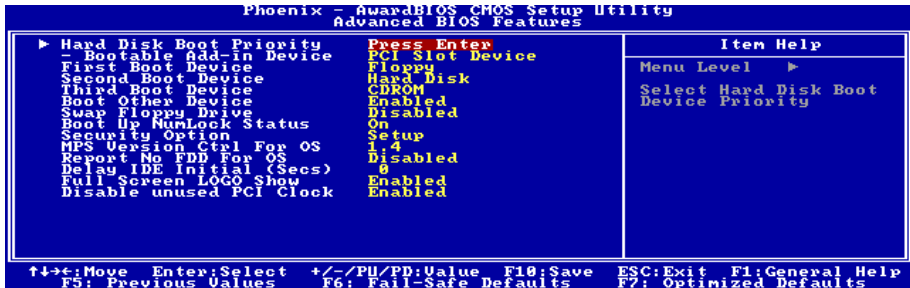 Phoenix - AwardBIOS CMOS Setup Utility
Advanced BIOS Features
▶ Hard Disk Boot Priority Press Enter
- Bootable Add-in Device PCI Slot Device
First Boot Device Floppy
Second Boot Device Hard Disk
Third Boot Device CDROM
Boot Other Device Enabled
Swap Floppy Drive Disabled
Boot Up NumLock Status On
Security Option Setup
MPS Version Ctrl For OS 1.4
Report No FDD For OS Disabled
Delay IDE Initial (Secs) 0
Full Screen LOGO Show Enabled
Disable unused PCI Clock Enabled
Item Help
Menu Level ▶
Select Hard Disk Boot
Device Priority
↑↓→←:Move Enter:Select +/-/PU/PD:Value F10:Save ESC:Exit F1:General Help
F5: Previous Values F6: Fail-Safe Defaults F7: Optimized Defaults